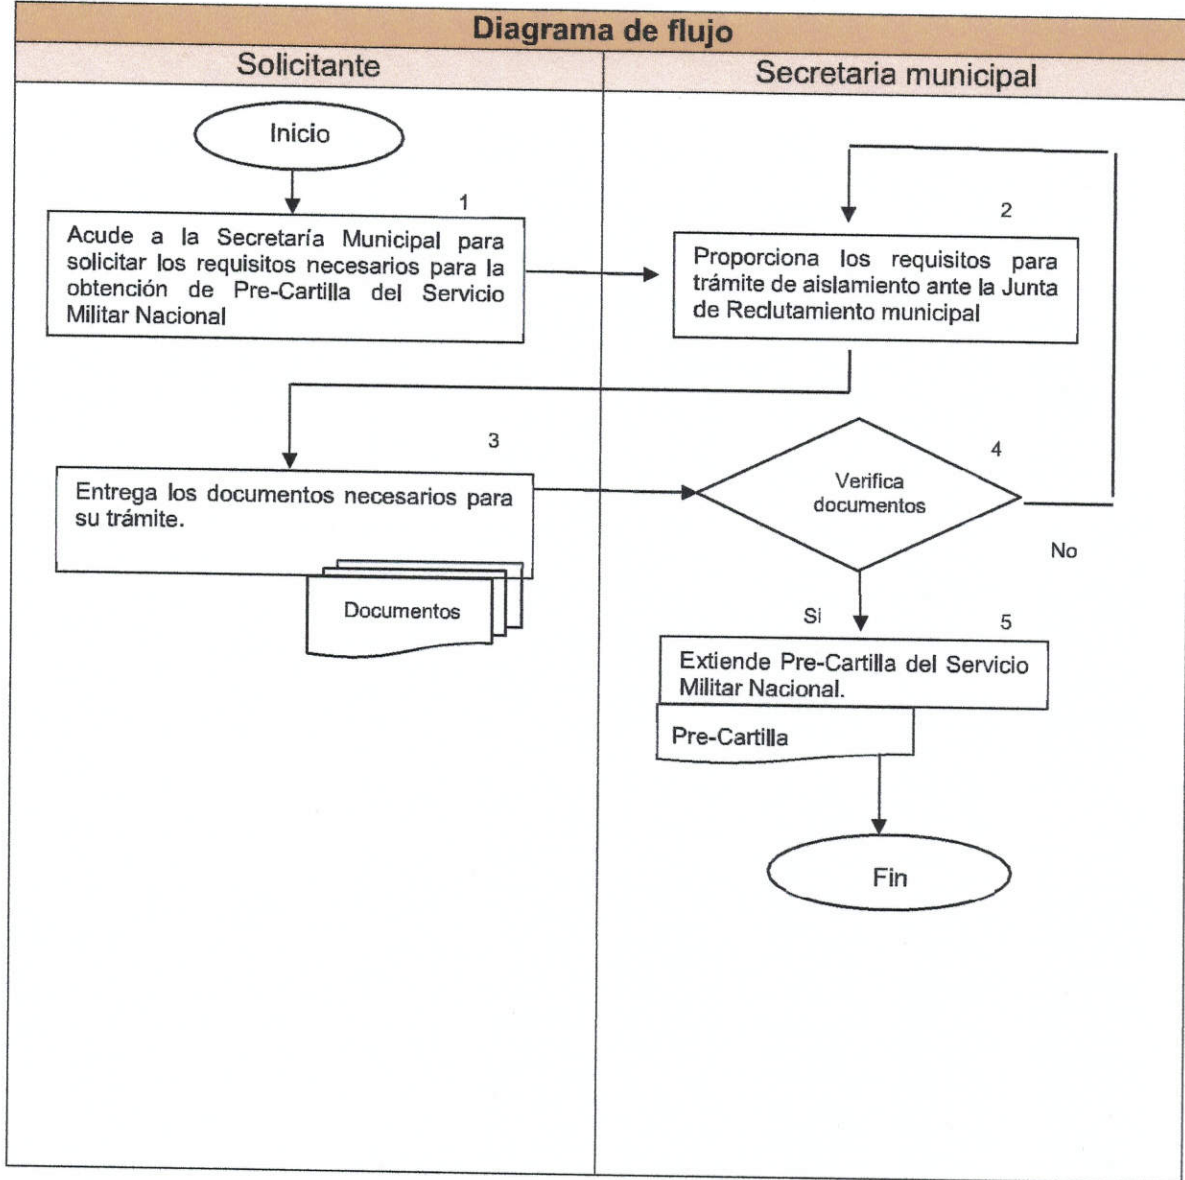 Diagrama de flujo
Solicitante
Secretaria municipal
Inicio
1
Acude a la Secretaría Municipal para
solicitar los requisitos necesarios para la
obtención de Pre-Cartilla del Servicio
Militar Nacional
2
Proporciona los requisitos para
trámite de aislamiento ante la Junta
de Reclutamiento municipal
3
Entrega los documentos necesarios para
su trámite.
Documentos
4
Verifica
documentos
No
Si
5
Extiende Pre-Cartilla del Servicio
Militar Nacional.
Pre-Cartilla
Fin